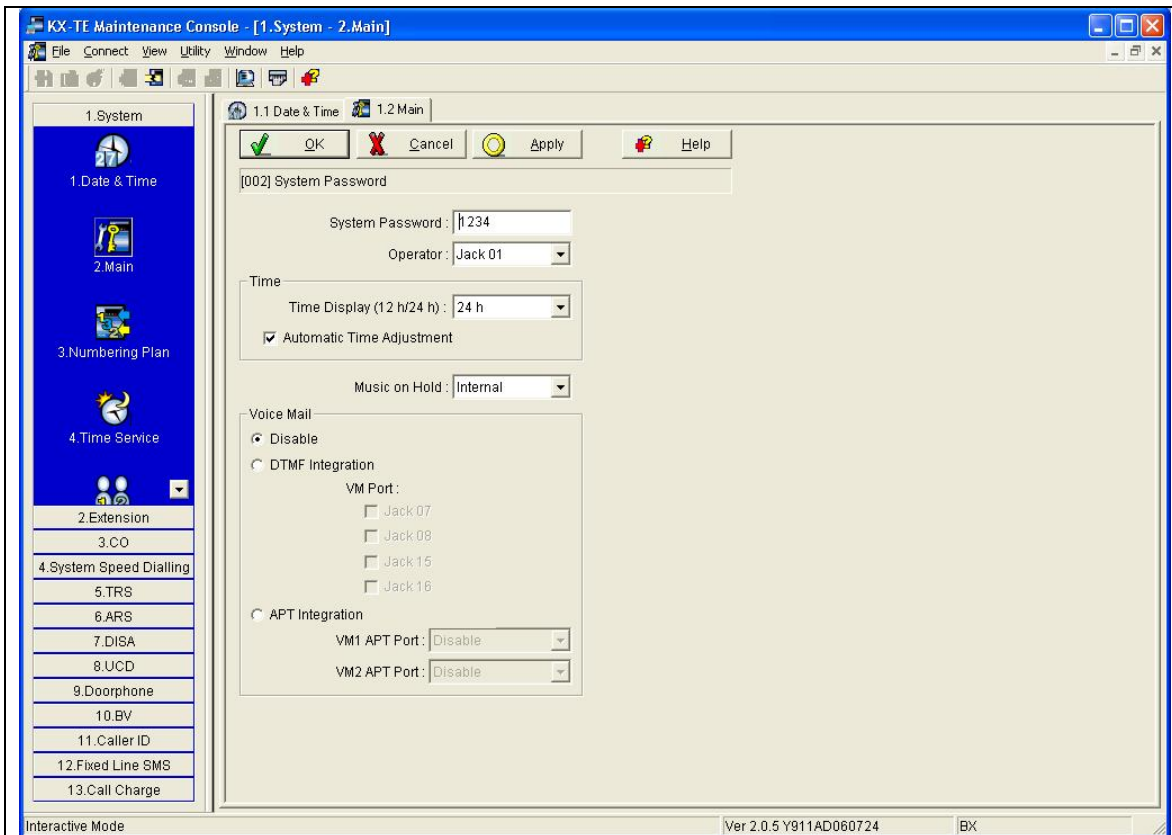 KX-TE Maintenance Console - [1.System - 2.Main]
File Connect View Utility Window Help
1.System
1.Date & Time
2.Main
3.Numbering Plan
4.Time Service
2.Extension
3.CO
4.System Speed Dialling
5.TRS
6.ARS
7.DISA
8.UCD
9.Doorphone
10.BV
11.Caller ID
12.Fixed Line SMS
13.Call Charge
1.1 Date & Time 1.2 Main
OK Cancel Apply Help
[002] System Password
System Password : 1234
Operator : Jack 01
Time
Time Display (12 h/24 h) : 24 h
Automatic Time Adjustment
Music on Hold : Internal
Voice Mail
Disable
DTMF Integration
VM Port :
Jack 07
Jack 08
Jack 15
Jack 16
APT Integration
VM1 APT Port : Disable
VM2 APT Port : Disable
Interactive Mode Ver 2.0.5 Y911AD060724 BX